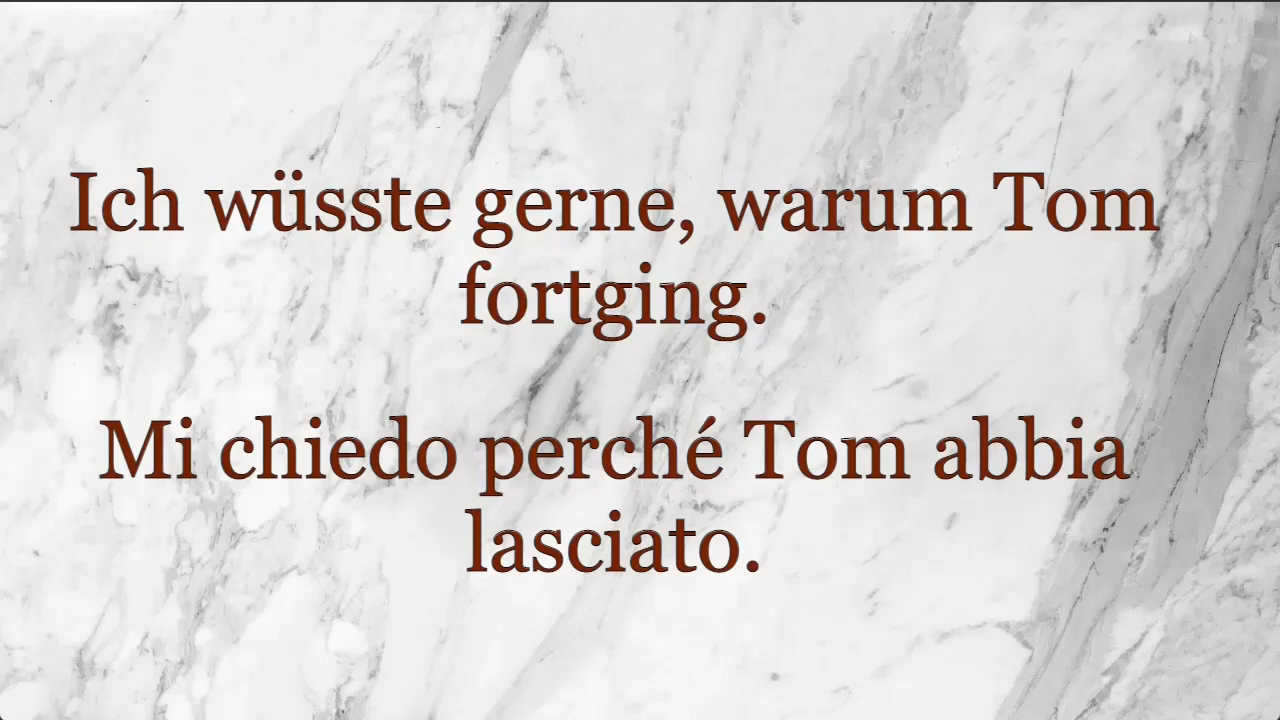 Ich wüsste gerne, warum Tom
fortging.
Mi chiedo perché Tom abbia
lasciato.